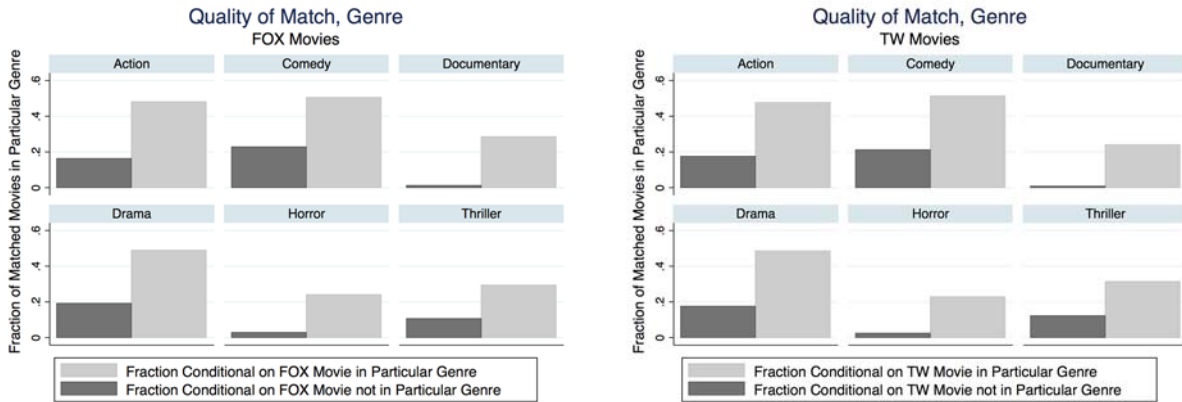 Quality of Match, Genre
FOX Movies
Fraction of Matched Movies in Particular Genre
Action
Comedy
Documentary
.6
.4
.2
0
Drama
Horror
Thriller
.6
.4
.2
0
Fraction Conditional on FOX Movie in Particular Genre
Fraction Conditional on FOX Movie not in Particular Genre
Quality of Match, Genre
TW Movies
Fraction of Matched Movies in Particular Genre
Action
Comedy
Documentary
.6
.4
.2
0
Drama
Horror
Thriller
.6
.4
.2
0
Fraction Conditional on TW Movie in Particular Genre
Fraction Conditional on TW Movie not in Particular Genre